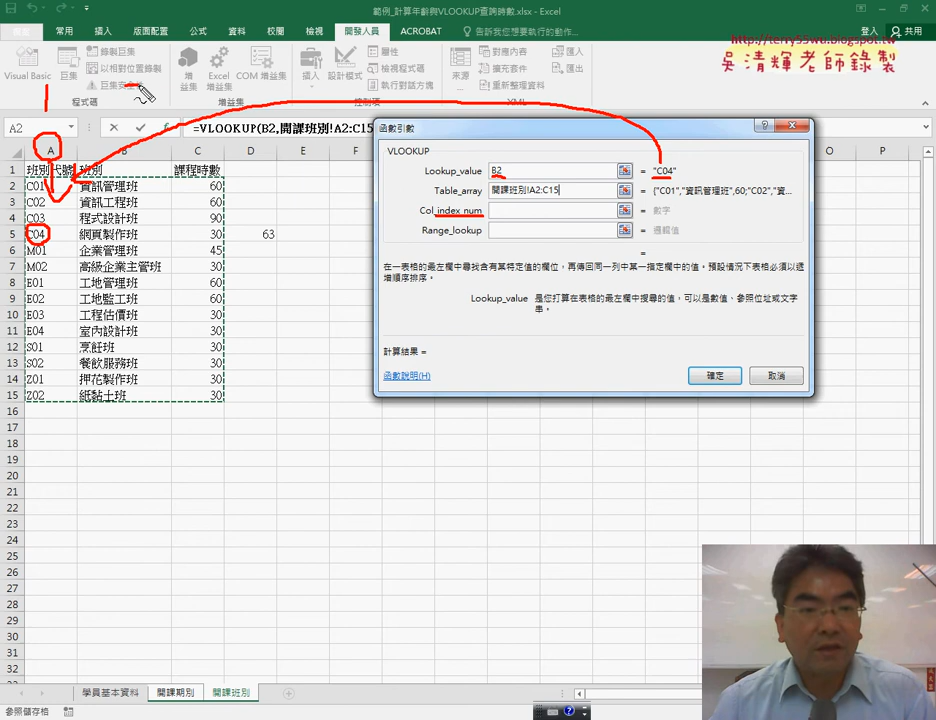 範例_計算年齡與VLOOKUP查詢時數.xlsx - Excel
常用 插入 版面配置 公式 資料 校閱 檢視 開發人員 ACROBAT 告訴我您想要執行的動作... 登入 共用
http://terry55wu.blogspot.tw
吳清輝老師錄製
Visual Basic 巨集 錄製巨集 以相對位置錄製 巨集安全性
增益集 Excel 增益集 COM 增益集
插入 設計模式 屬性 檢視程式碼 執行對話方塊
來源 對應內容 擴充套件 重新整理資料 匯入 匯出
程式碼 增益集 控制項 XML
A2 =VLOOKUP(B2,開課班別!A2:C15
A B C D E F O P
1 班別代號 班別 課程時數
2 C01 資訊管理班 60
3 C02 資訊工程班 60
4 C03 程式設計班 90
5 C04 網頁製作班 30 63
6 M01 企業管理班 45
7 M02 高級企業主管班 30
8 E01 工地管理班 60
9 E02 工地監工班 60
10 E03 工程估價班 30
11 E04 室內設計班 30
12 S01 烹飪班 30
13 S02 餐飲服務班 30
14 Z01 押花製作班 30
15 Z02 紙黏土班 30
16
17
18
19
20
21
22
23
24
25
26
27
28
29
30
31
32
函數引數
VLOOKUP
Lookup_value B2 = "C04"
Table_array 開課班別!A2:C15 = {"C01","資訊管理班",60;"C02","資...
Col_index_num = 數字
Range_lookup = 邏輯值
=
在一表格的最左欄中尋找含有某特定值的欄位，再傳回同一列中某一指定欄中的值。預設情況下表格必須以遞
增順序排序。
Lookup_value 是您打算在表格的最左欄中搜尋的值，可以是數值、參照位址或文字
串。
計算結果 =
函數說明(H) 確定 取消
學員基本資料 開課期別 開課班別
參照儲存格